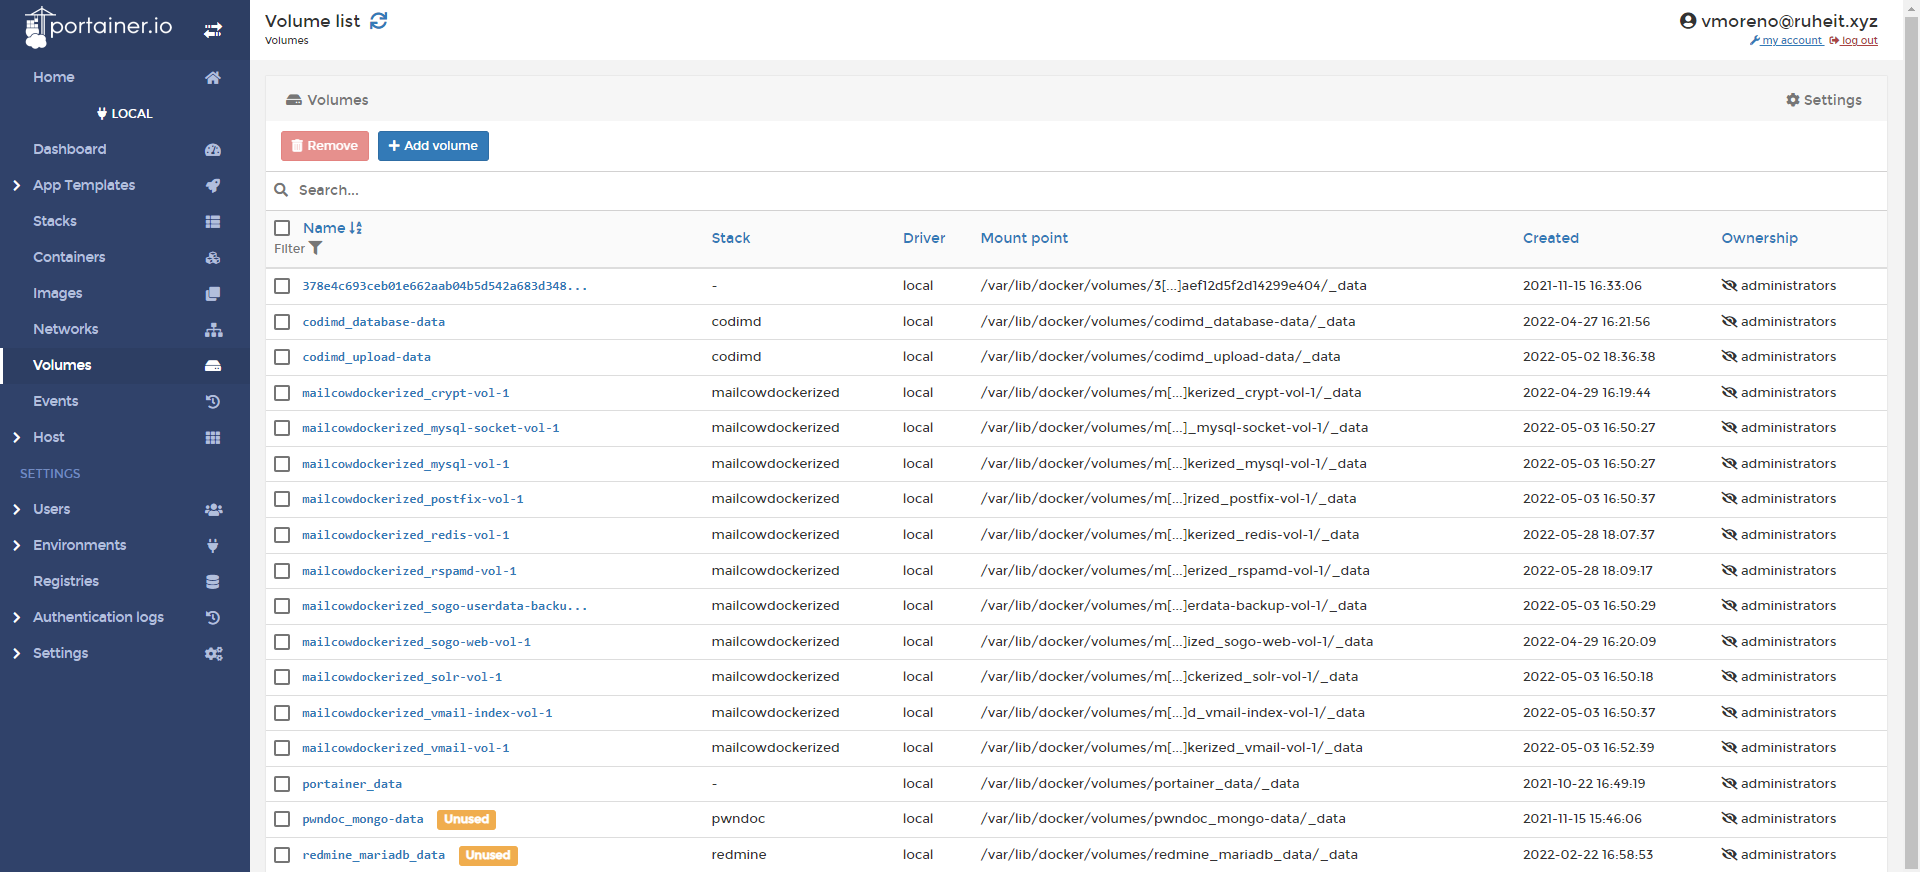 portainer.io
Volume list
Volumes
vmoreno@ruheit.xyz
my account log out
Home
LOCAL
Dashboard
App Templates
Stacks
Containers
Images
Networks
Volumes
Events
Host
SETTINGS
Users
Environments
Registries
Authentication logs
Settings
Volumes Settings
Remove Add volume
Search...
Name Stack Driver Mount point Created Ownership
Filter
378e4c693ceb01e662aab04b5d542a683d348... - local /var/lib/docker/volumes/3[...]aef12d5f2d14299e404/_data 2021-11-15 16:33:06 administrators
codimd_database-data codimd local /var/lib/docker/volumes/codimd_database-data/_data 2022-04-27 16:21:56 administrators
codimd_upload-data codimd local /var/lib/docker/volumes/codimd_upload-data/_data 2022-05-02 18:36:38 administrators
mailcowdockerized_crypt-vol-1 mailcowdockerized local /var/lib/docker/volumes/m[...]kerized_crypt-vol-1/_data 2022-04-29 16:19:44 administrators
mailcowdockerized_mysql-socket-vol-1 mailcowdockerized local /var/lib/docker/volumes/m[...]_mysql-socket-vol-1/_data 2022-05-03 16:50:27 administrators
mailcowdockerized_mysql-vol-1 mailcowdockerized local /var/lib/docker/volumes/m[...]kerized_mysql-vol-1/_data 2022-05-03 16:50:27 administrators
mailcowdockerized_postfix-vol-1 mailcowdockerized local /var/lib/docker/volumes/m[...]rized_postfix-vol-1/_data 2022-05-03 16:50:37 administrators
mailcowdockerized_redis-vol-1 mailcowdockerized local /var/lib/docker/volumes/m[...]kerized_redis-vol-1/_data 2022-05-28 18:07:37 administrators
mailcowdockerized_rspamd-vol-1 mailcowdockerized local /var/lib/docker/volumes/m[...]erized_rspamd-vol-1/_data 2022-05-28 18:09:17 administrators
mailcowdockerized_sogo-userdata-backu... mailcowdockerized local /var/lib/docker/volumes/m[...]erdata-backup-vol-1/_data 2022-05-03 16:50:29 administrators
mailcowdockerized_sogo-web-vol-1 mailcowdockerized local /var/lib/docker/volumes/m[...]ized_sogo-web-vol-1/_data 2022-04-29 16:20:09 administrators
mailcowdockerized_solr-vol-1 mailcowdockerized local /var/lib/docker/volumes/m[...]ckerized_solr-vol-1/_data 2022-05-03 16:50:18 administrators
mailcowdockerized_vmail-index-vol-1 mailcowdockerized local /var/lib/docker/volumes/m[...]d_vmail-index-vol-1/_data 2022-05-03 16:50:37 administrators
mailcowdockerized_vmail-vol-1 mailcowdockerized local /var/lib/docker/volumes/m[...]kerized_vmail-vol-1/_data 2022-05-03 16:52:39 administrators
portainer_data - local /var/lib/docker/volumes/portainer_data/_data 2021-10-22 16:49:19 administrators
pwndoc_mongo-data Unused pwndoc local /var/lib/docker/volumes/pwndoc_mongo-data/_data 2021-11-15 15:46:06 administrators
redmine_mariadb_data Unused redmine local /var/lib/docker/volumes/redmine_mariadb_data/_data 2022-02-22 16:58:53 administrators